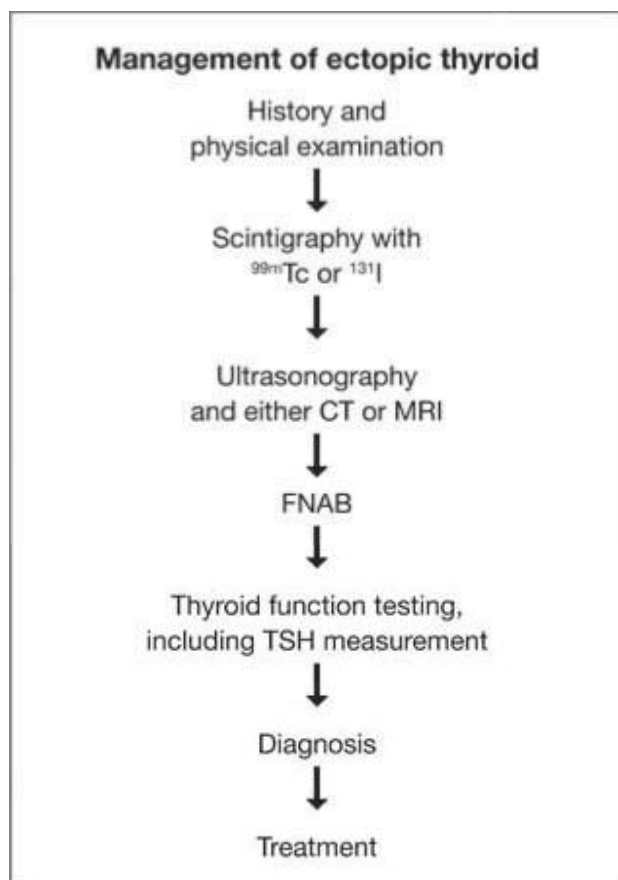 Management of ectopic thyroid
History and
physical examination
Scintigraphy with
⁹⁹ᵐTc or ¹³¹I
Ultrasonography
and either CT or MRI
FNAB
Thyroid function testing,
including TSH measurement
Diagnosis
Treatment